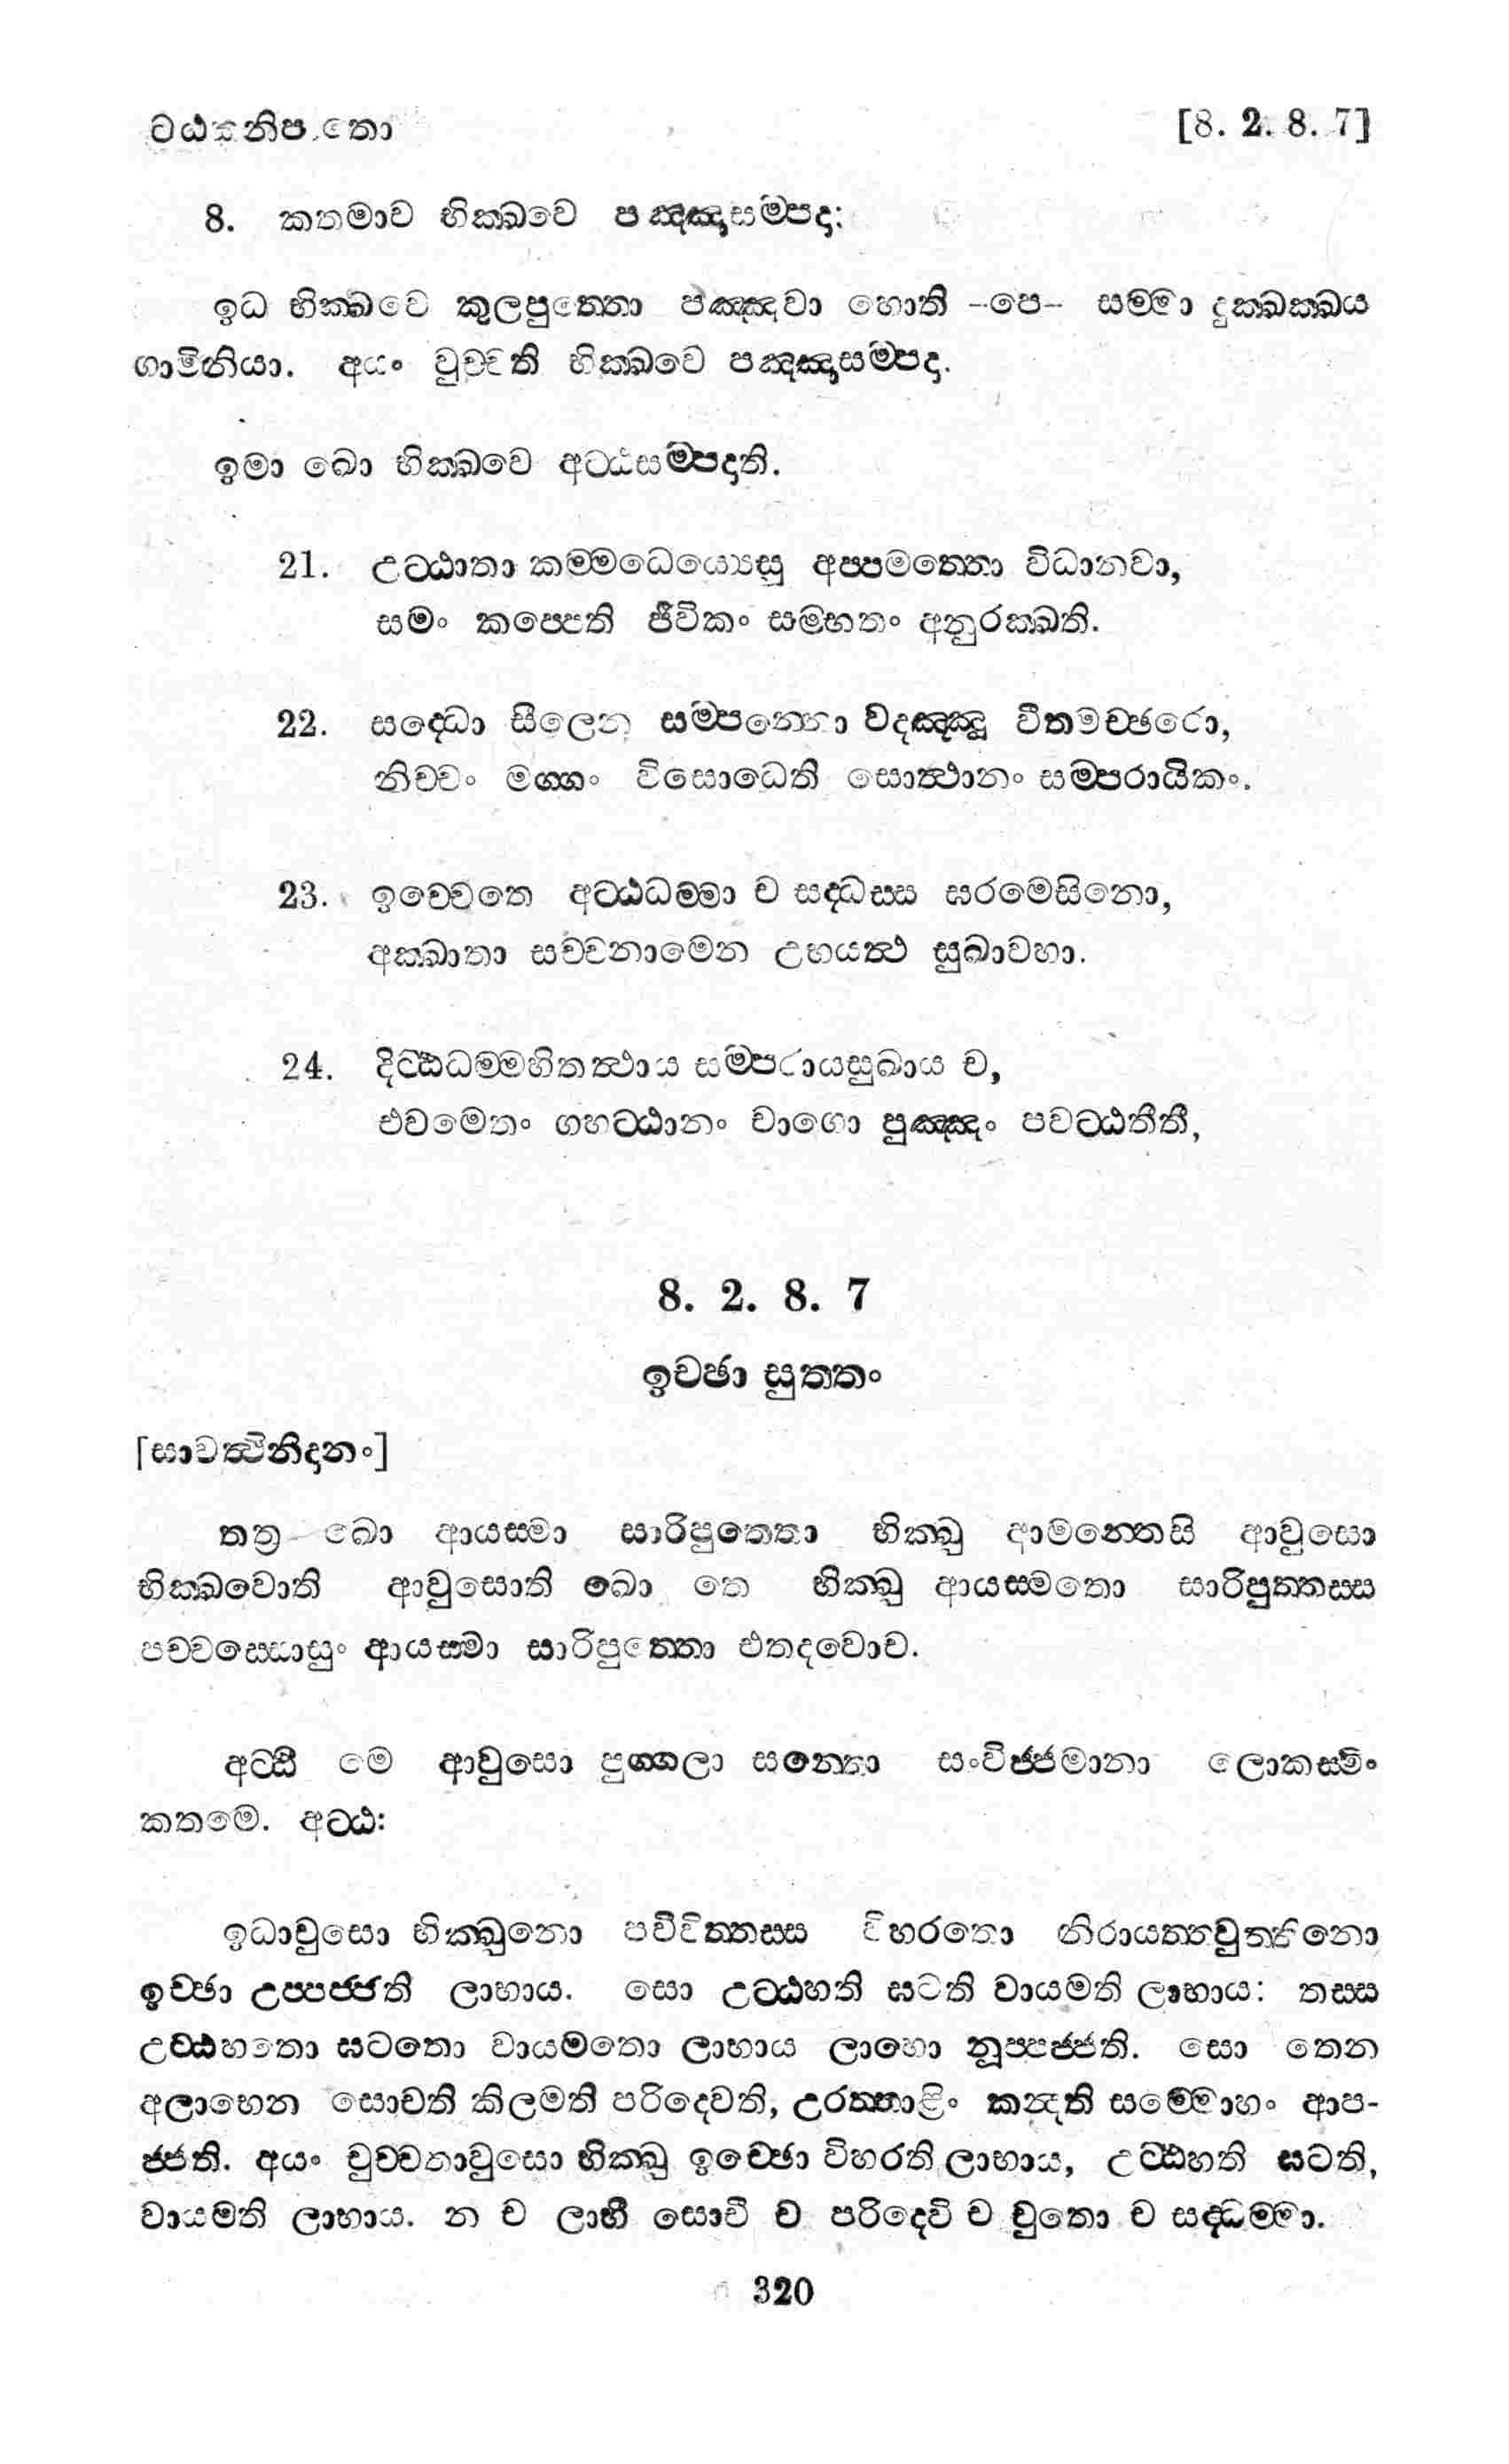 ටඨකනිපාතො [8. 2. 8. 7]
8. කතමාච භික්ඛවෙ පඤ්ඤාසම්පදා:
ඉධ භික්ඛවෙ කුලපුත්තො පඤ්ඤවා හොති -පෙ- සම්මා දුක්ඛක්ඛය
ගාමිනියා. අයං වුච්චති භික්ඛවෙ පඤ්ඤාසම්පදා.
ඉමා ඛො භික්ඛවෙ අට්ඨසම්පදාති.
21. උට්ඨාතා කම්මධෙය්‍යෙසු අප්පමත්තො විධානවා,
සමං කප්පෙති ජීවිකං සම්භතං අනුරක්ඛති.
22. සද්ධො සීලෙන සම්පන්නො වදඤ්ඤූ වීතමච්ඡරො,
නිච්චං මග්ගං විසොධෙති සොත්ථානං සම්පරායිකං.
23. ඉච්චෙතෙ අට්ඨධම්මා ච සද්ධස්ස ඝරමෙසිනො,
අක්ඛාතා සච්චනාමෙන උභයත්ථ සුඛාවහා.
24. දිට්ඨධම්මහිතත්ථාය සම්පරායසුඛාය ච,
එවමෙතං ගහට්ඨානං චාගො පුඤ්ඤං පවට්ඨතීතී,
8. 2. 8. 7
ඉච්ඡා සුත්තං
[සාවත්ථිනිදානං]
තත්‍ර ඛො ආයස්මා සාරිපුත්තො භික්ඛු ආමන්තෙසි ආවුසො
භික්ඛවොති ආවුසොති ඛො තෙ භික්ඛු ආයස්මතො සාරිපුත්තස්ස
පච්චස්සොසුං ආයස්මා සාරිපුත්තො එතදවොච.
අට්ඨි මෙ ආවුසො පුග්ගලා සන්තො සංවිජ්ජමානා ලොකස්මිං
කතමෙ. අට්ඨ:
ඉධාවුසො භික්ඛුනො පවිවිත්තස්ස විහරතො නිරායත්තවුත්තිනො
ඉච්ඡා උප්පජ්ජති ලාභාය. සො උට්ඨහති ඝටති වායමති ලාභාය: තස්ස
උට්ඨහතො ඝටතො වායමතො ලාභාය ලාභො නූප්පජ්ජති. සො තෙන
අලාභෙන සොචති කිලමති පරිදෙවති, උරත්තාළිං කන්දති සම්මොහං ආප-
ජ්ජති. අයං වුච්චතාවුසො භික්ඛු ඉච්ඡො විහරති ලාභාය, උට්ඨහති ඝටති,
වායමති ලාභාය. න ච ලාභී සොචී ච පරිදෙවි ච චුතො ච සද්ධම්මා.
320